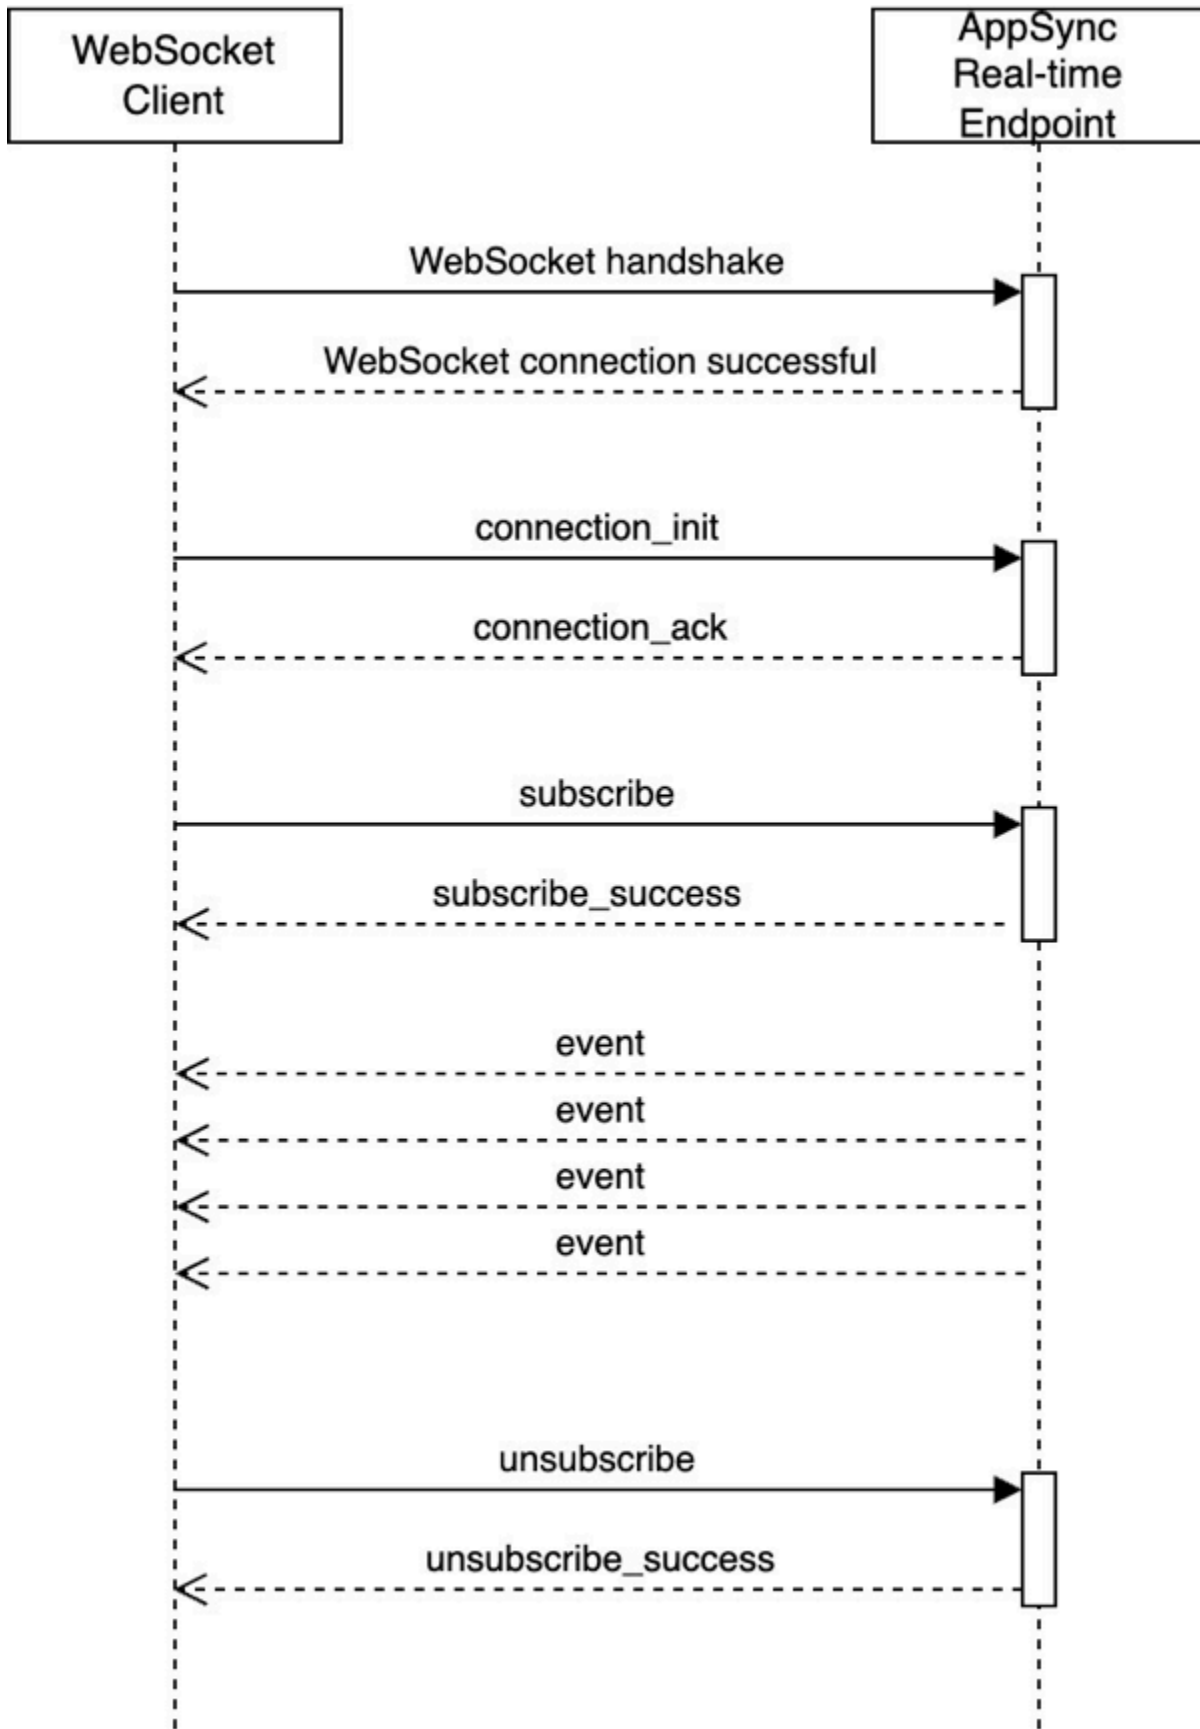 WebSocket
Client
AppSync
Real-time
Endpoint
WebSocket handshake
WebSocket connection successful
connection_init
connection_ack
subscribe
subscribe_success
event
event
event
event
unsubscribe
unsubscribe_success